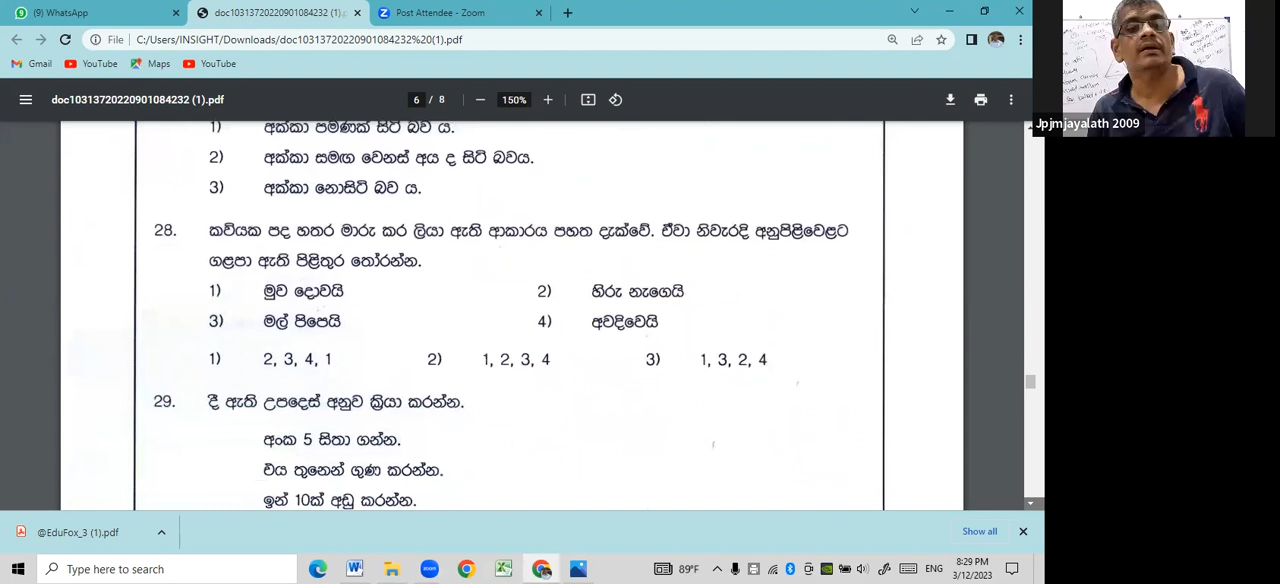 (9) WhatsApp
doc10313720220901084232 (1).p
Post Attendee - Zoom
File
C:/Users/INSIGHT/Downloads/doc10313720220901084232%20(1).pdf
Gmail
YouTube
Maps
YouTube
doc10313720220901084232 (1).pdf
6 / 8
150%
Jpjmjayalath 2009
1) අක්කා පමණක් සිටි බව ය.
2) අක්කා සමඟ වෙනස් අය ද සිටි බවය.
3) අක්කා නොසිටි බව ය.
28. කවියක පද හතර මාරු කර ලියා ඇති ආකාරය පහත දැක්වේ. ඒවා නිවැරදි අනුපිළිවෙළට
ගළපා ඇති පිළිතුර තෝරන්න.
1) මුව දොවයි 2) හිරු නැගෙයි
3) මල් පිපෙයි 4) අවදිවෙයි
1) 2, 3, 4, 1 2) 1, 2, 3, 4 3) 1, 3, 2, 4
29. දී ඇති උපදෙස් අනුව ක්‍රියා කරන්න.
අංක 5 සිතා ගන්න.
එය තුනෙන් ගුණ කරන්න.
ඉන් 10ක් අඩු කරන්න.
@EduFox_3 (1).pdf
Show all
Type here to search
89°F
ENG
8:29 PM
3/12/2023